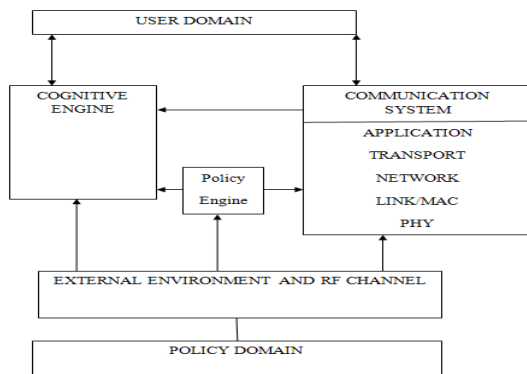 USER DOMAIN
COGNITIVE
ENGINE
COMMUNICATION
SYSTEM
APPLICATION
TRANSPORT
NETWORK
LINK/MAC
PHY
Policy
Engine
EXTERNAL ENVIRONMENT AND RF CHANNEL
POLICY DOMAIN